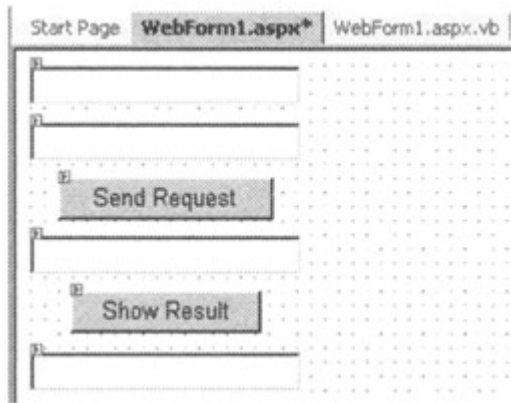 Start Page WebForm1.aspx* WebForm1.aspx.vb
Send Request
Show Result